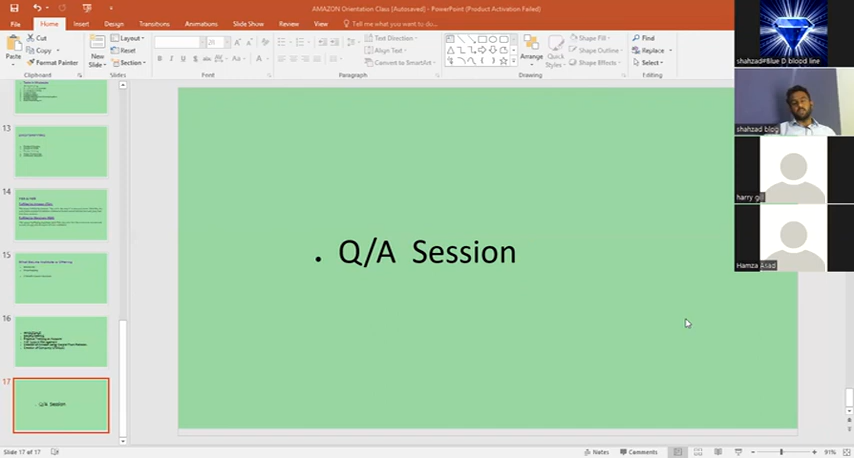 AMAZON Orientation Class [Autosaved] - PowerPoint (Product Activation Failed)
File Home Insert Design Transitions Animations Slide Show Review View Tell me what you want to do...
Cut
Copy
Format Painter
Paste
Clipboard
New Slide
Layout
Reset
Section
Slides
Font
Text Direction
Align Text
Convert to SmartArt
Paragraph
Arrange
Quick Styles
Shape Fill
Shape Outline
Shape Effects
Drawing
Find
Replace
Select
Editing
shahzad#Blue D blood line
shahzad blog
harry gil
Hamza Asad
13
14
15
16
17
• Q/A Session
• Q/A Session
Slide 17 of 17
Notes
Comments
91%